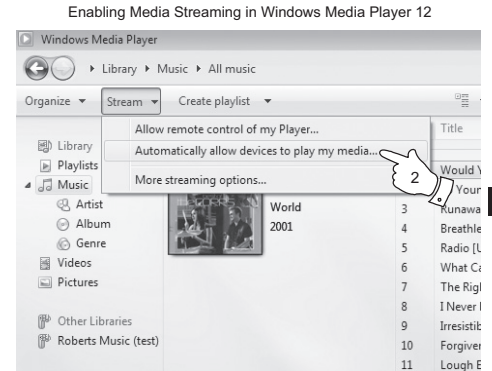 Enabling Media Streaming in Windows Media Player 12
Windows Media Player
Library Music All music
Organize Stream Create playlist
Allow remote control of my Player...
Automatically allow devices to play my media...
More streaming options...
2
Title
Library
Playlists
Music
Artist
Album
Genre
Videos
Pictures
Other Libraries
Roberts Music (test)
World
2001
Would Y
Your
3 Runawa
4 Breathle
5 Radio [U
6 What Ca
7 The Righ
8 I Never l
9 Irresistib
10 Forgiver
11 Lough E